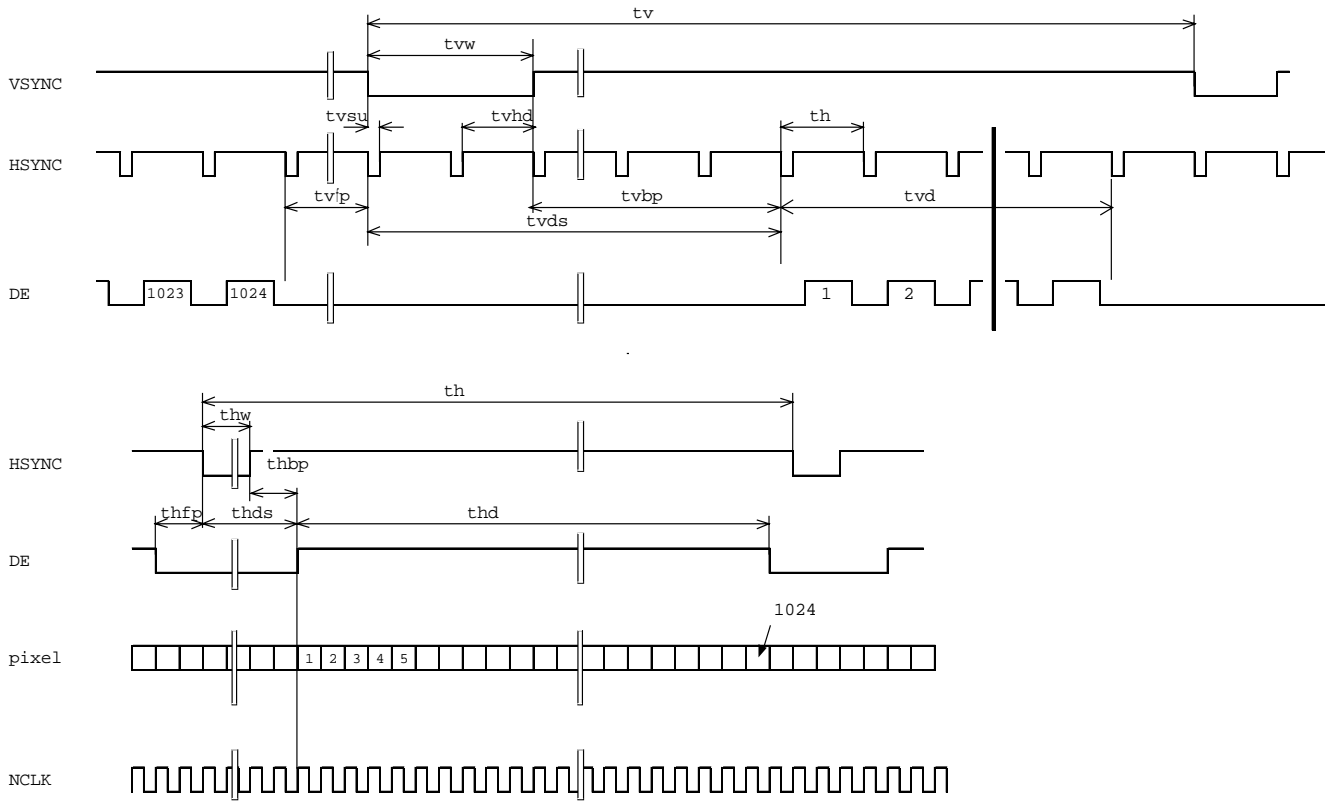 tv
tvw
VSYNC
tvsu
tvhd
th
HSYNC
tvfp
tvbp
tvd
tvds
DE
1023
1024
1
2
th
thw
HSYNC
thbp
thfp
thds
thd
DE
1024
pixel
1 2 3 4 5
NCLK